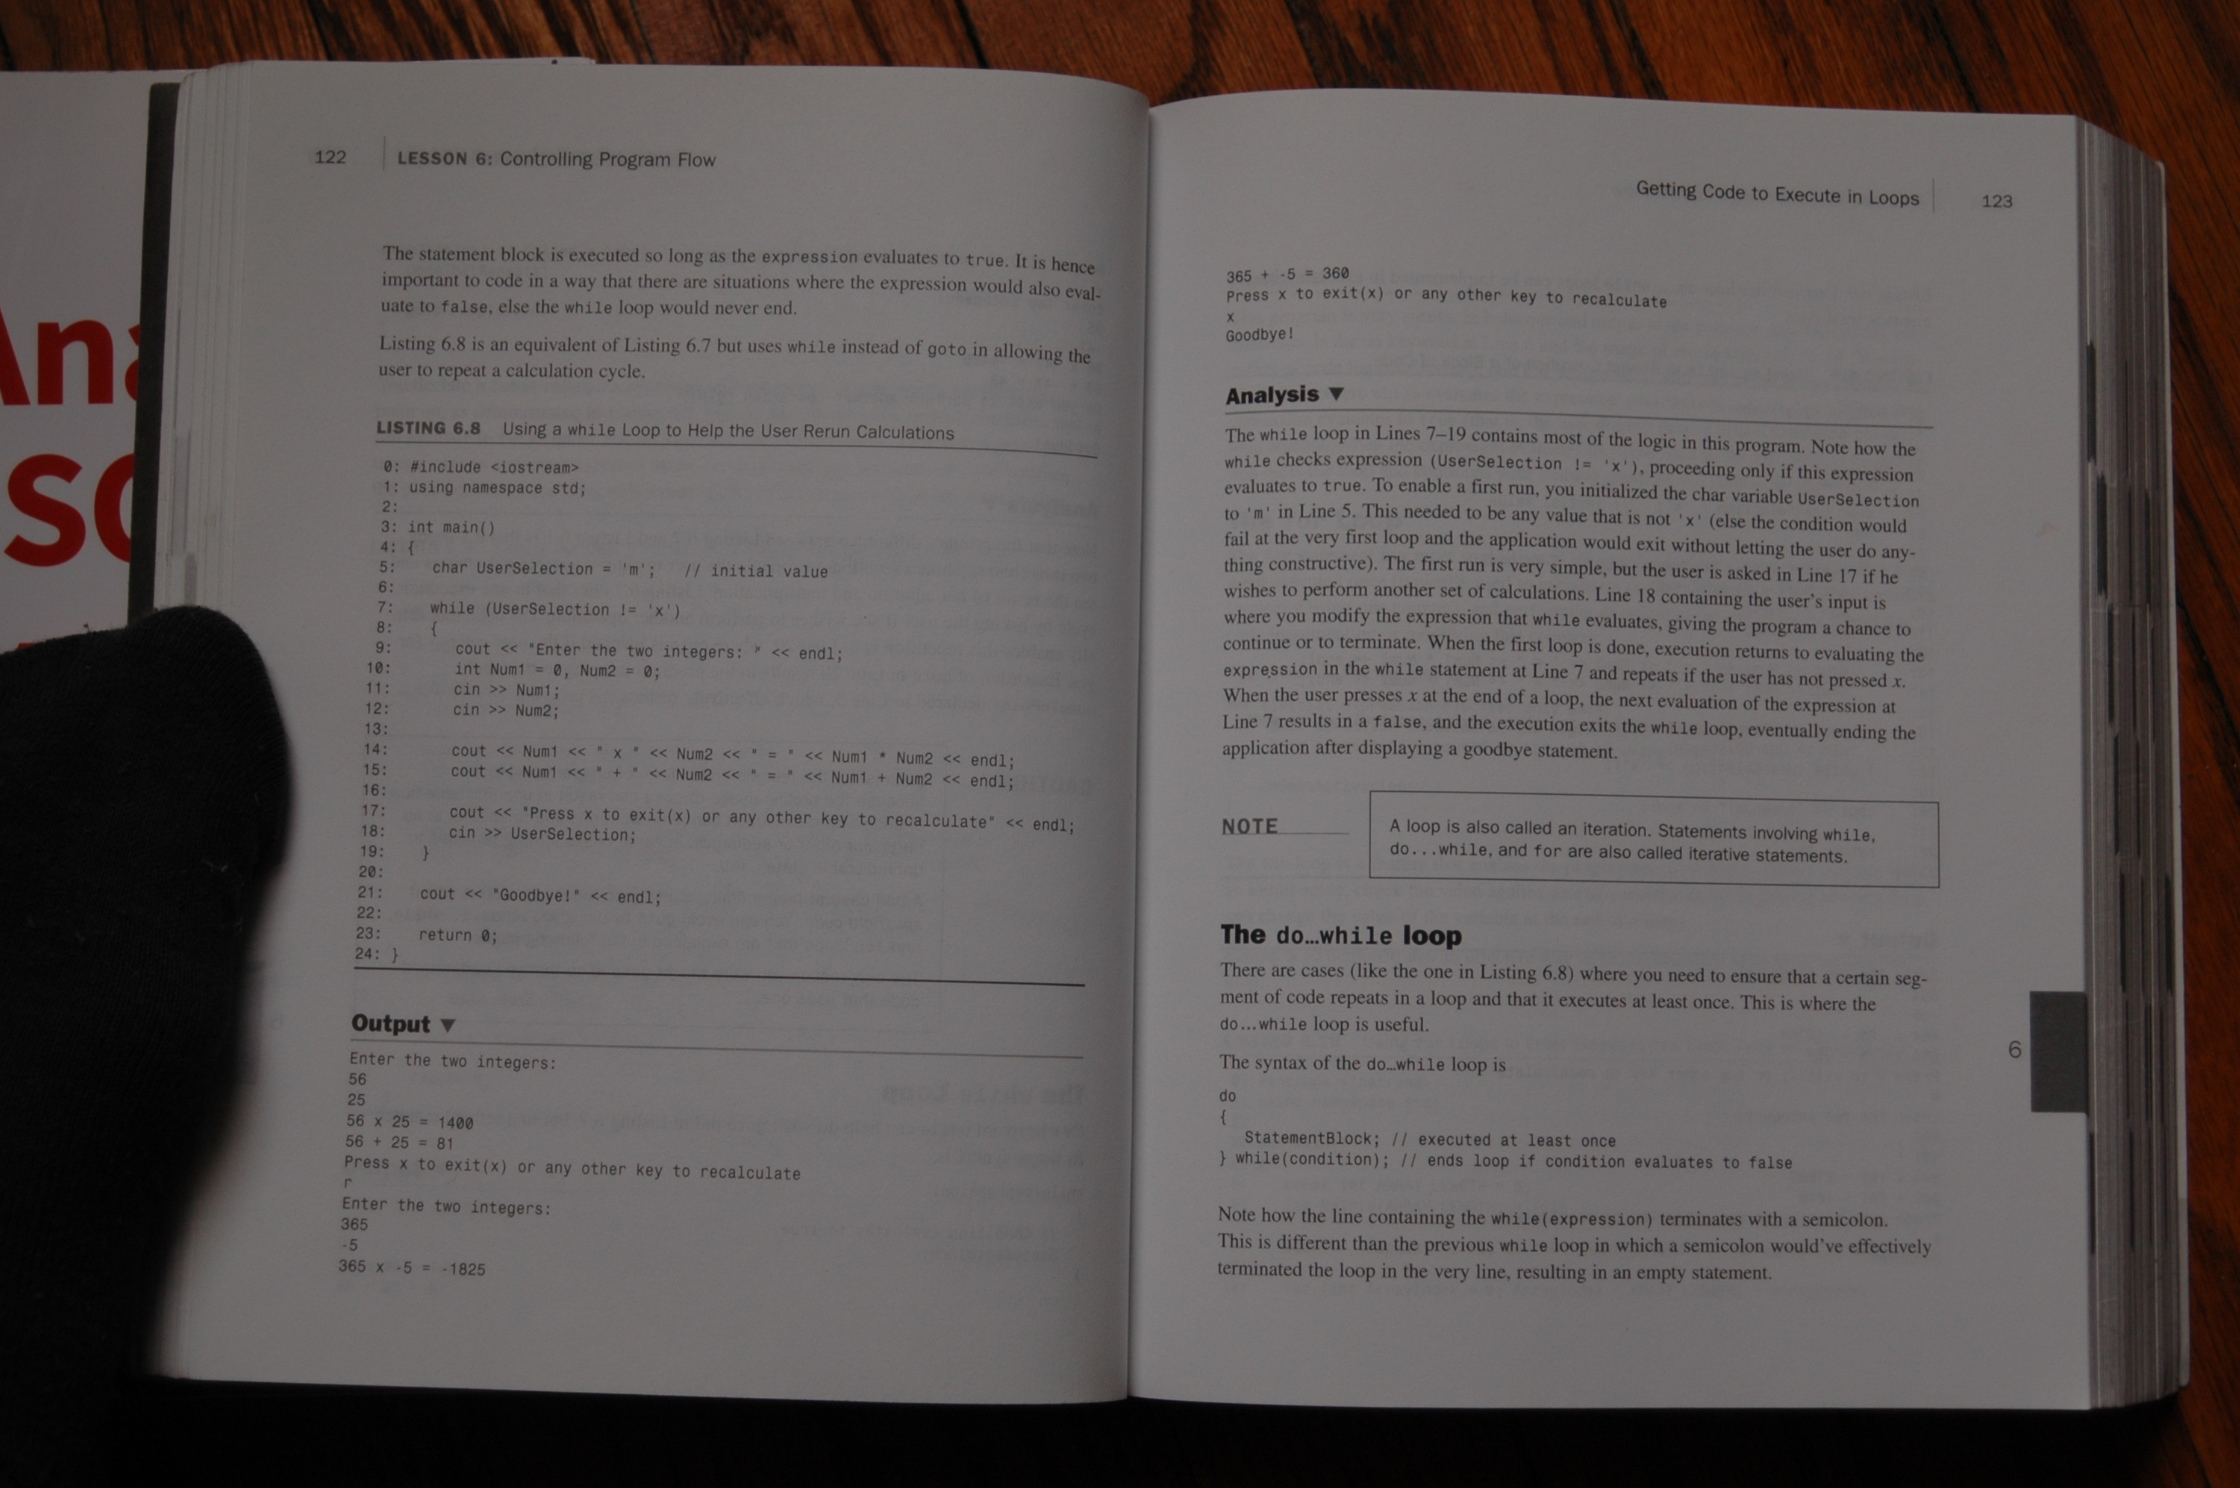 Ana
so
122 LESSON 6: Controlling Program Flow
The statement block is executed so long as the expression evaluates to true. It is hence
important to code in a way that there are situations where the expression would also eval-
uate to false, else the while loop would never end.
Listing 6.8 is an equivalent of Listing 6.7 but uses while instead of goto in allowing the
user to repeat a calculation cycle.
LISTING 6.8 Using a while Loop to Help the User Rerun Calculations
0: #include <iostream>
1: using namespace std;
2:
3: int main()
4: {
5: char UserSelection = 'm'; // initial value
6:
7: while (UserSelection != 'x')
8: {
9: cout << "Enter the two integers: " << endl;
10: int Num1 = 0, Num2 = 0;
11: cin >> Num1;
12: cin >> Num2;
13:
14: cout << Num1 << " x " << Num2 << " = " << Num1 * Num2 << endl;
15: cout << Num1 << " + " << Num2 << " = " << Num1 + Num2 << endl;
16:
17: cout << "Press x to exit(x) or any other key to recalculate" << endl;
18: cin >> UserSelection;
19: }
20:
21: cout << "Goodbye!" << endl;
22:
23: return 0;
24: }
Output ▼
Enter the two integers:
56
25
56 x 25 = 1400
56 + 25 = 81
Press x to exit(x) or any other key to recalculate
r
Enter the two integers:
365
-5
365 x -5 = -1825
Getting Code to Execute in Loops 123
365 + -5 = 360
Press x to exit(x) or any other key to recalculate
x
Goodbye!
Analysis ▼
The while loop in Lines 7–19 contains most of the logic in this program. Note how the
while checks expression (UserSelection != 'x'), proceeding only if this expression
evaluates to true. To enable a first run, you initialized the char variable UserSelection
to 'm' in Line 5. This needed to be any value that is not 'x' (else the condition would
fail at the very first loop and the application would exit without letting the user do any-
thing constructive). The first run is very simple, but the user is asked in Line 17 if he
wishes to perform another set of calculations. Line 18 containing the user's input is
where you modify the expression that while evaluates, giving the program a chance to
continue or to terminate. When the first loop is done, execution returns to evaluating the
expression in the while statement at Line 7 and repeats if the user has not pressed x.
When the user presses x at the end of a loop, the next evaluation of the expression at
Line 7 results in a false, and the execution exits the while loop, eventually ending the
application after displaying a goodbye statement.
NOTE A loop is also called an iteration. Statements involving while,
do...while, and for are also called iterative statements.
The do…while loop
There are cases (like the one in Listing 6.8) where you need to ensure that a certain seg-
ment of code repeats in a loop and that it executes at least once. This is where the
do...while loop is useful.
The syntax of the do…while loop is
do
{
StatementBlock; // executed at least once
} while(condition); // ends loop if condition evaluates to false
Note how the line containing the while(expression) terminates with a semicolon.
This is different than the previous while loop in which a semicolon would've effectively
terminated the loop in the very line, resulting in an empty statement.
6